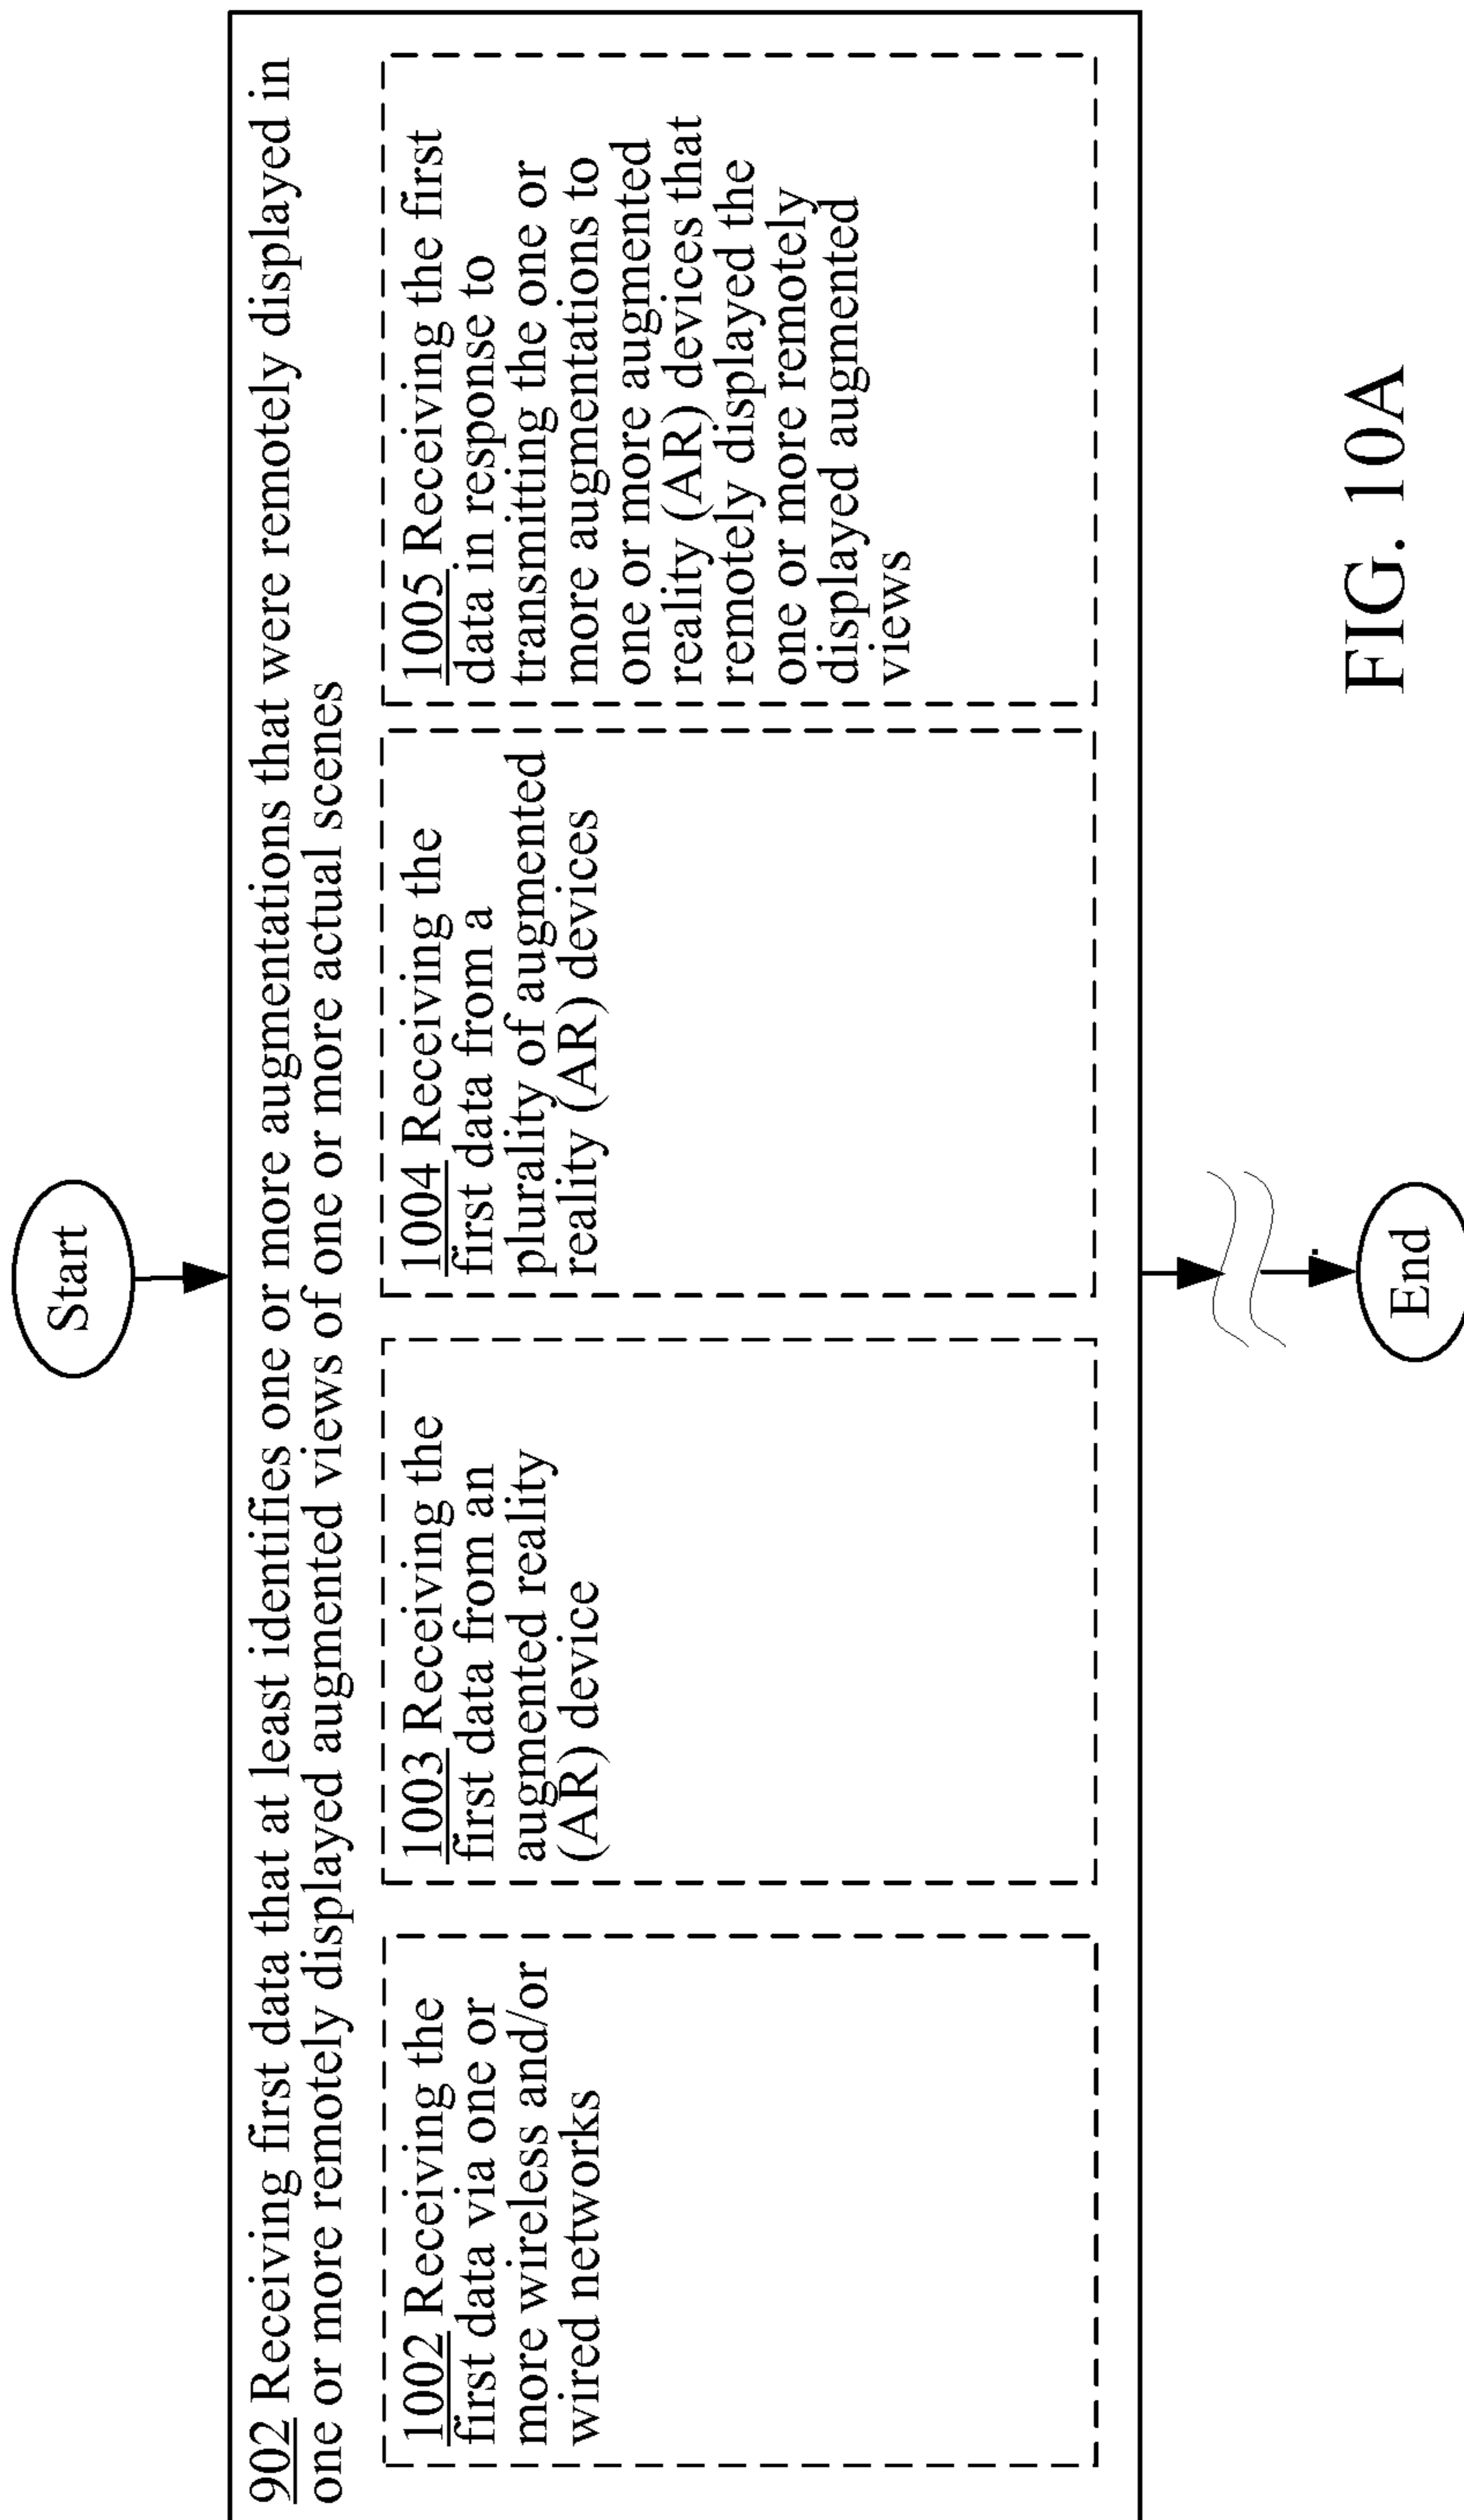 Start
902 Receiving first data that at least identifies one or more augmentations that were remotely displayed in
one or more remotely displayed augmented views of one or more actual scenes
1002 Receiving the
first data via one or
more wireless and/or
wired networks
1003 Receiving the
first data from an
augmented reality
(AR) device
1004 Receiving the
first data from a
plurality of augmented
reality (AR) devices
1005 Receiving the first
data in response to
transmitting the one or
more augmentations to
one or more augmented
reality (AR) devices that
remotely displayed the
one or more remotely
displayed augmented
views
End
FIG. 10A